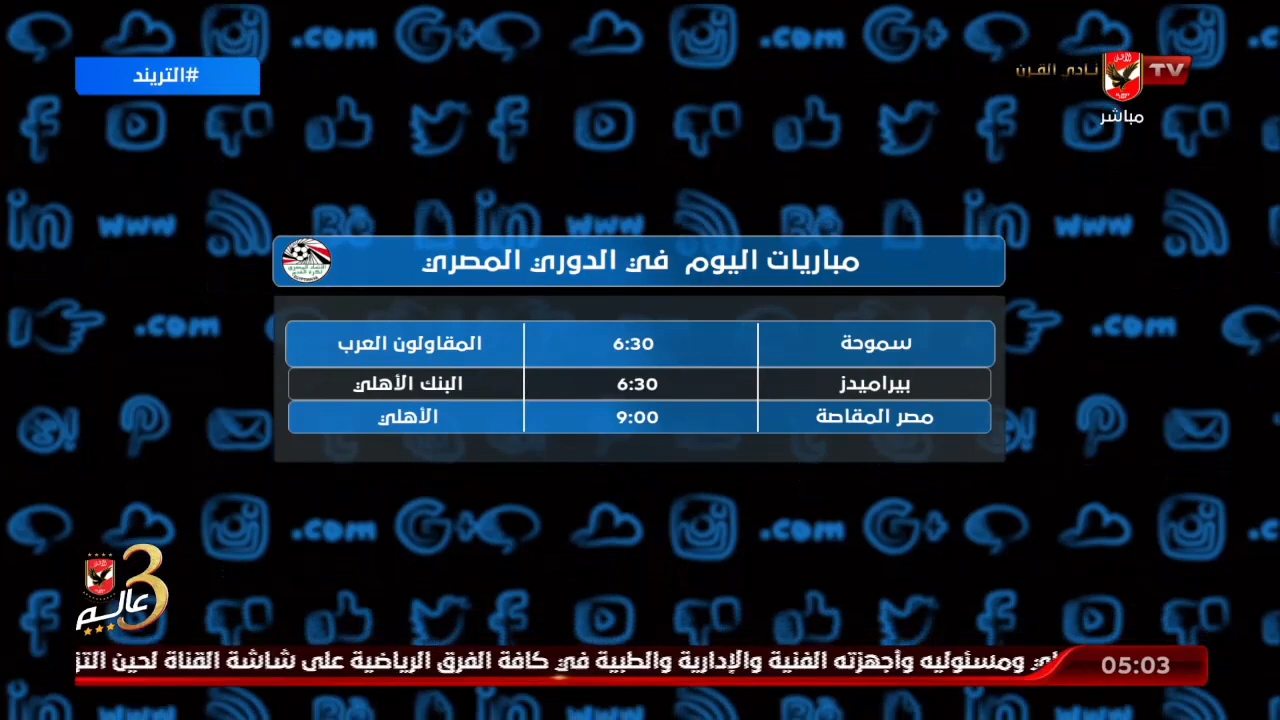 #التريند
نادي القرن
TV
مباشر
مباريات اليوم في الدوري المصري
سموحة 6:30 المقاولون العرب
بيراميدز 6:30 البنك الأهلي
مصر المقاصة 9:00 الأهلي
3 عالم
ومسئوليه وأجهزته الفنية والإدارية والطبية في كافة الفرق الرياضية على شاشة القناة لحين
05:03